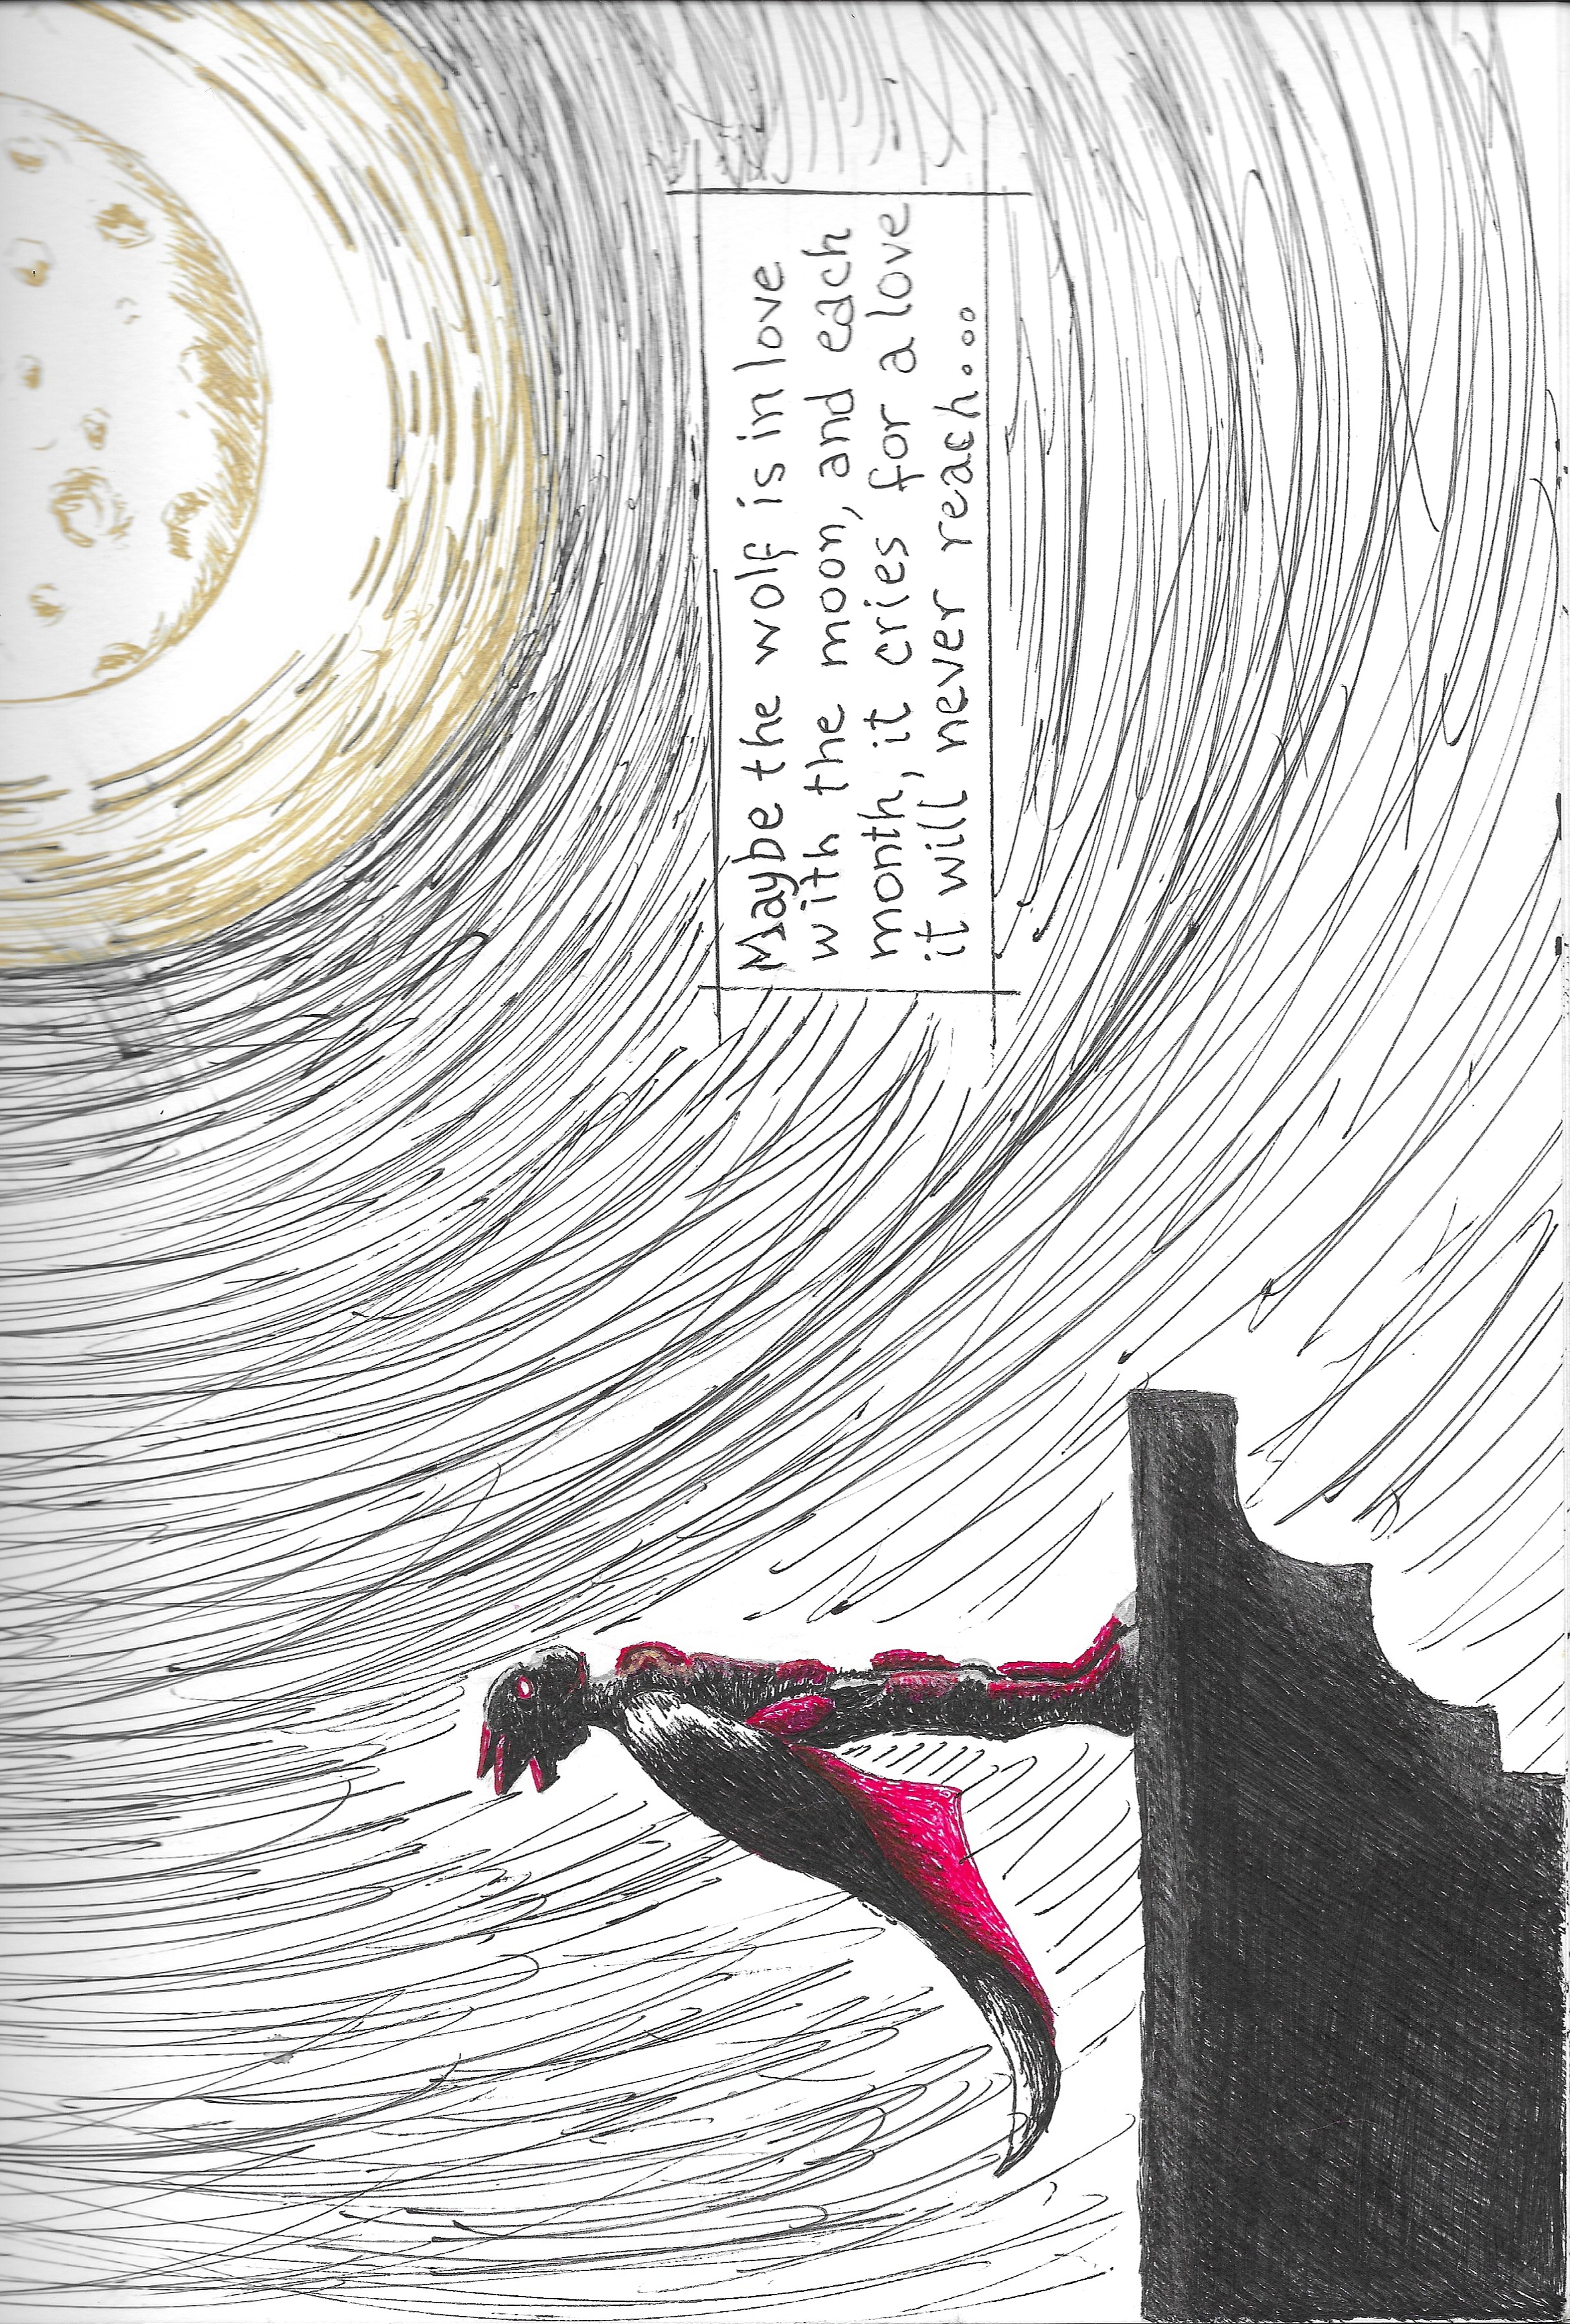 Maybe the wolf is in love
with the moon, and each
month, it cries for a love
it will never reach...